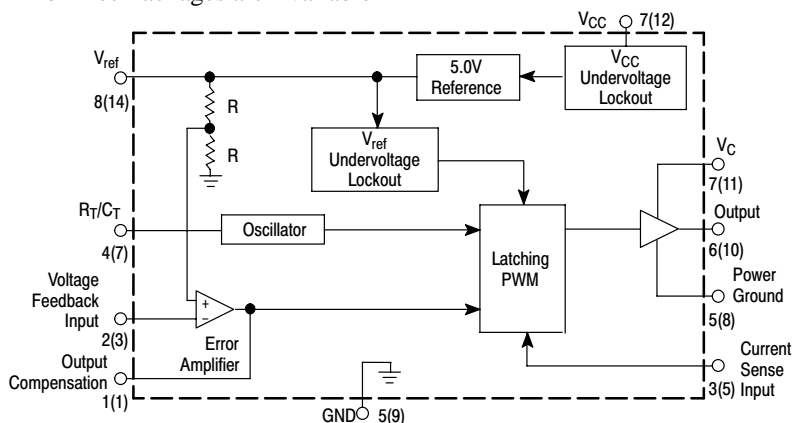 VCC
7(12)
Vref
8(14)
R
R
5.0V
Reference
VCC
Undervoltage
Lockout
Vref
Undervoltage
Lockout
VC
7(11)
RT/CT
4(7)
Oscillator
Latching
PWM
Output
6(10)
Voltage
Feedback
Input
2(3)
+
−
Error
Amplifier
Power
Ground
5(8)
Output
Compensation
1(1)
GND
5(9)
Current
Sense
Input
3(5)